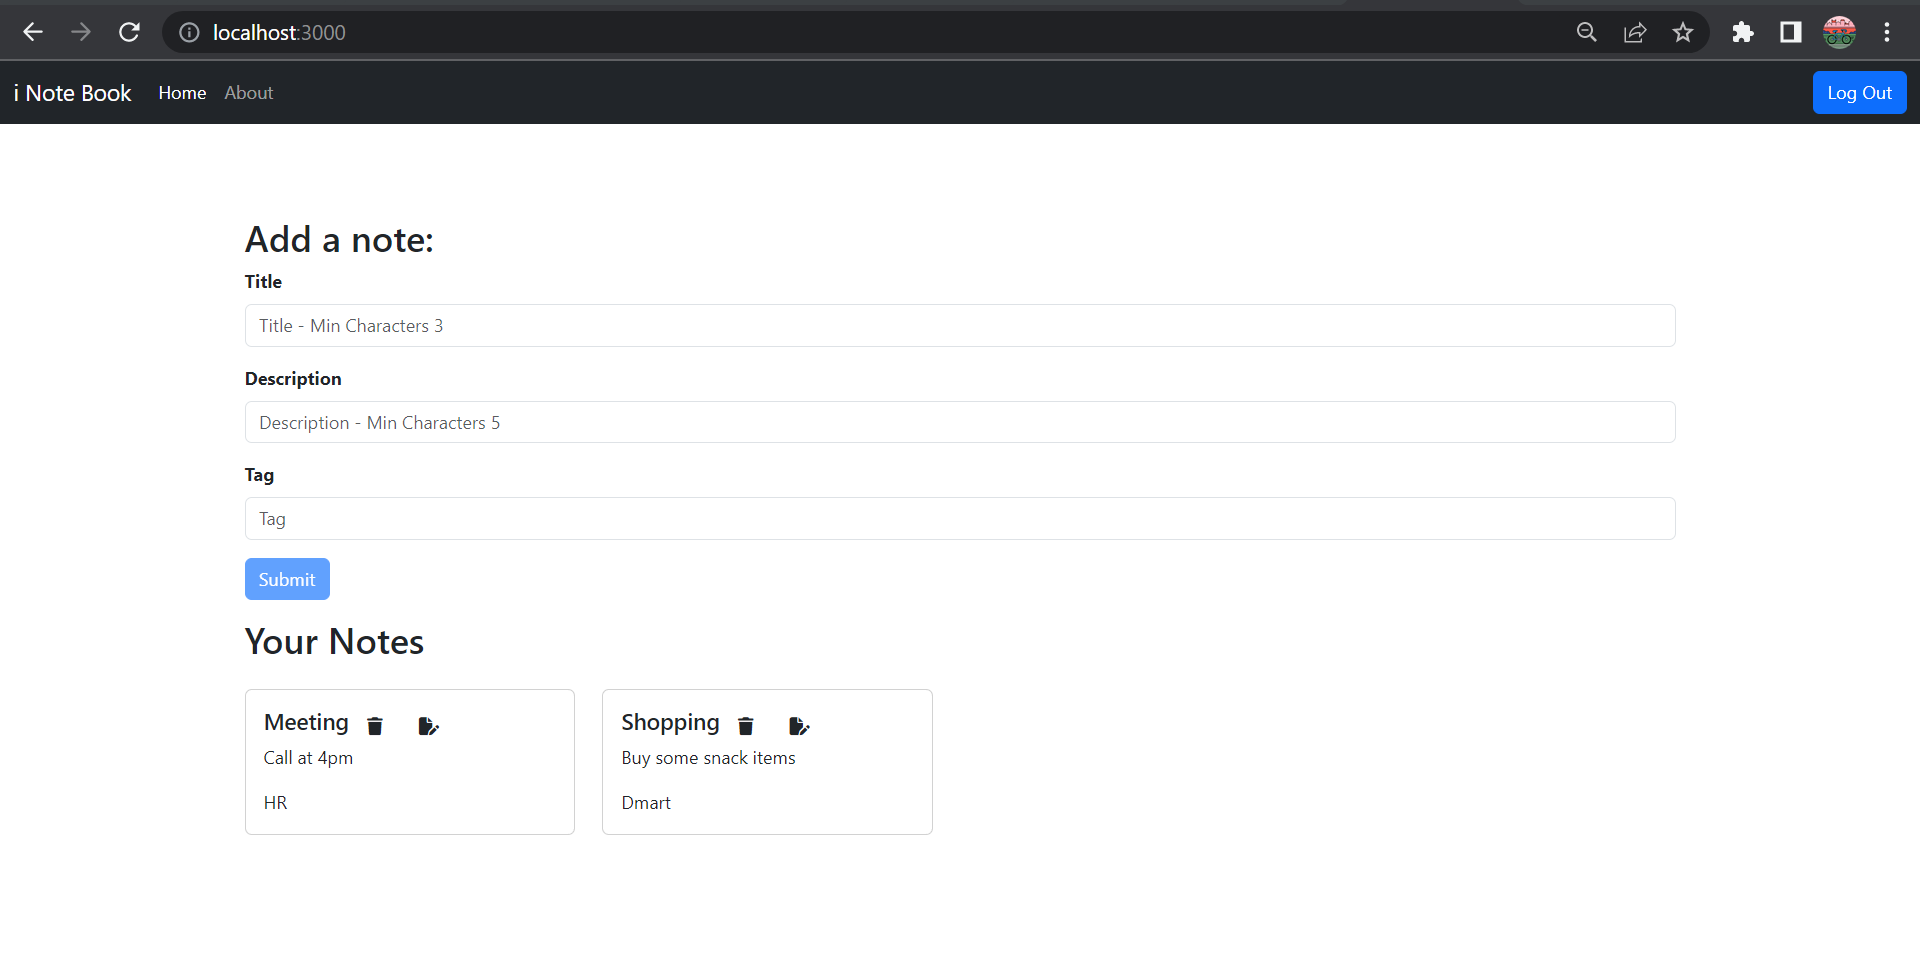 localhost:3000
i Note Book Home About Log Out
Add a note:
Title
Title - Min Characters 3
Description
Description - Min Characters 5
Tag
Tag
Submit
Your Notes
Meeting
Call at 4pm
HR
Shopping
Buy some snack items
Dmart